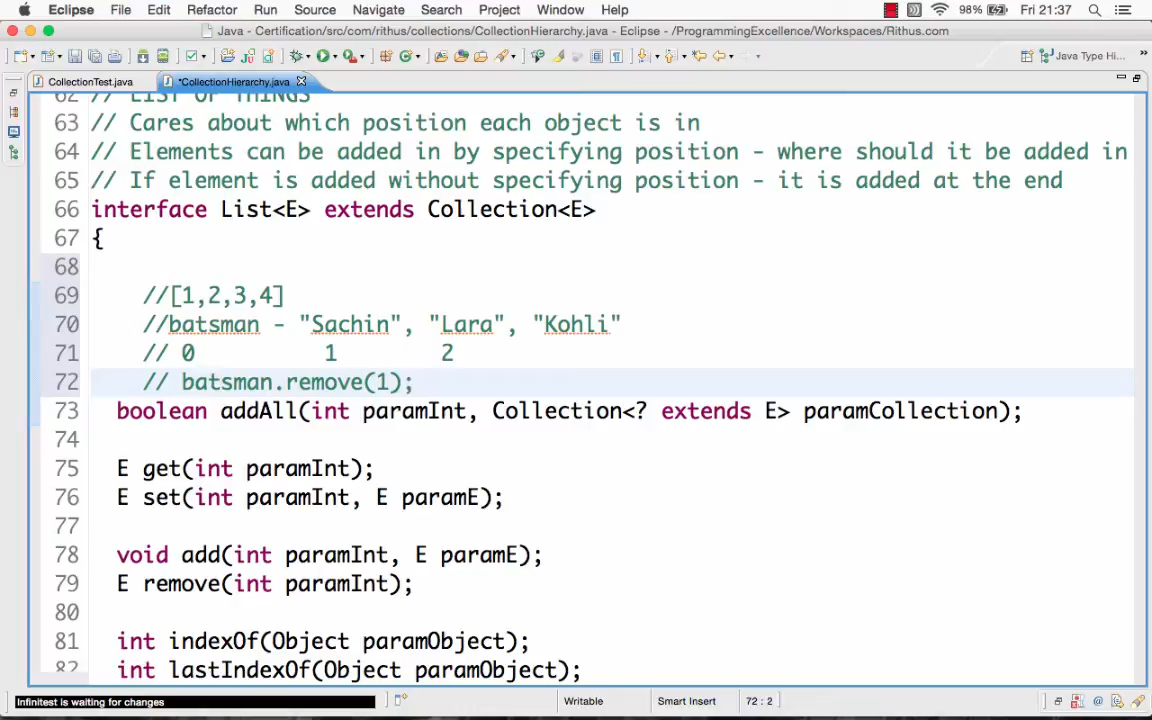 Eclipse File Edit Source Refactor Run Source Navigate Search Project Window Help 98% Fri 21:37
Java - Certification/src/com/rithus/collections/CollectionHierarchy.java - Eclipse - /ProgrammingExcellence/Workspaces/Rithus.com
Java Type Hi...
CollectionTest.java *CollectionHierarchy.java
62 // LIST OF THINGS
63 // Cares about which position each object is in
64 // Elements can be added in by specifying position - where should it be added in
65 // If element is added without specifying position - it is added at the end
66 interface List<E> extends Collection<E>
67 {
68
69 //[1,2,3,4]
70 //batsman - "Sachin", "Lara", "Kohli"
71 // 0 1 2
72 // batsman.remove(1);
73 boolean addAll(int paramInt, Collection<? extends E> paramCollection);
74
75 E get(int paramInt);
76 E set(int paramInt, E paramE);
77
78 void add(int paramInt, E paramE);
79 E remove(int paramInt);
80
81 int indexOf(Object paramObject);
82 int lastIndexOf(Object paramObject);
Infinitest is waiting for changes Writable Smart Insert 72 : 2